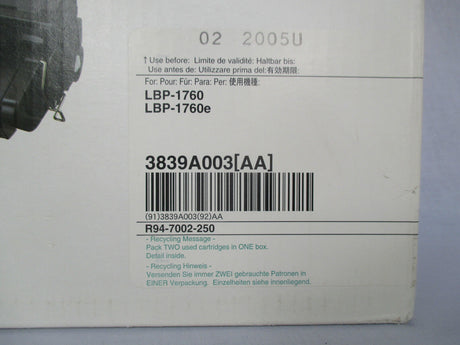 02 2005U
↑ Use before: Limite de validité: Haltbar bis:
Use antes de: Utilizzare prima del:有効期限:
For: Pour: Für: Para: Per: 使用機種:
LBP-1760
LBP-1760e
3839A003[AA]
(91)3839A003(92)AA
R94-7002-250
- Recycling Message -
Pack TWO used cartridges in ONE box.
Detail inside.
- Recycling Hinweis -
Versenden Sie immer ZWEI gebrauchte Patronen in
EINER Verpackung. Einzelheiten siehe innenliegend.